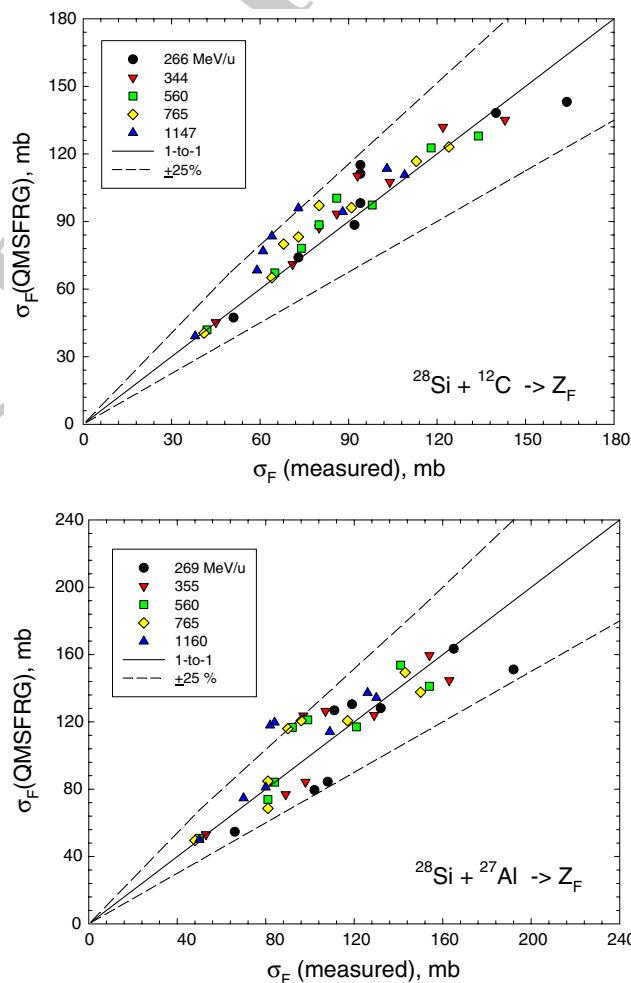 180
150
120
90
60
30
0
σF(QMSFRG), mb
266 MeV/u
344
560
765
1147
1-to-1
±25%
28Si + 12C -> ZF
0 30 60 90 120 150 180
σF (measured), mb
240
200
160
120
80
40
0
σF(QMSFRG), mb
269 MeV/u
355
560
765
1160
1-to-1
±25 %
28Si + 27Al -> ZF
0 40 80 120 160 200 240
σF (measured), mb